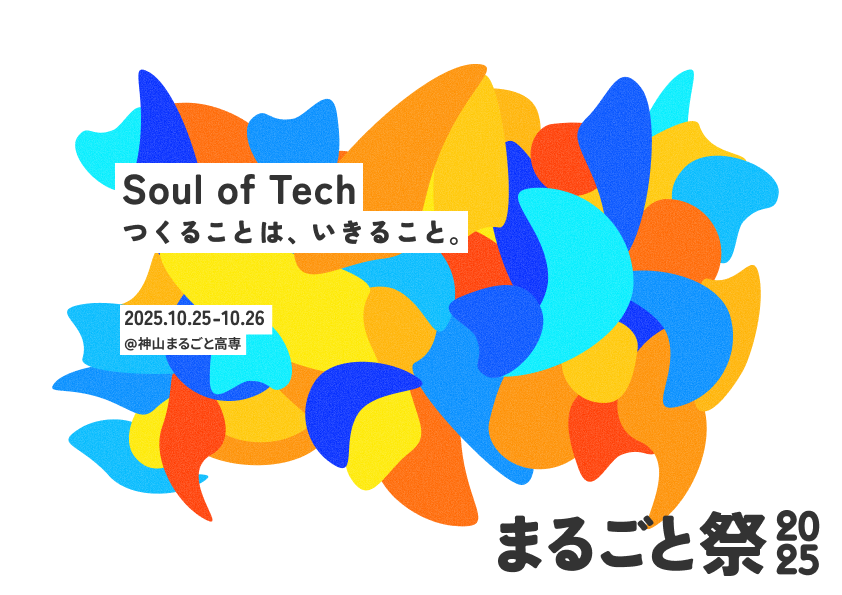 Soul of Tech
つくることは、いきること。
2025.10.25-10.26
@神山まるごと高専
まるごと祭 2025